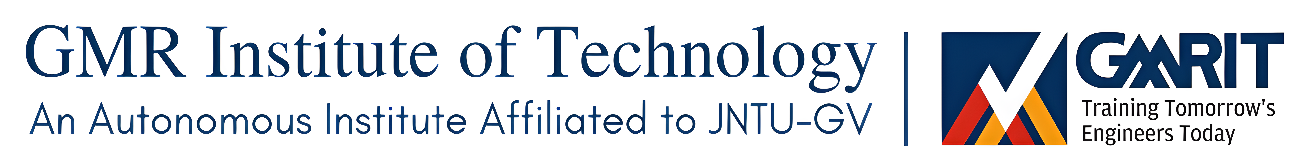 GMR Institute of Technology
An Autonomous Institute Affiliated to JNTU-GV
GMRIT
Training Tomorrow's
Engineers Today